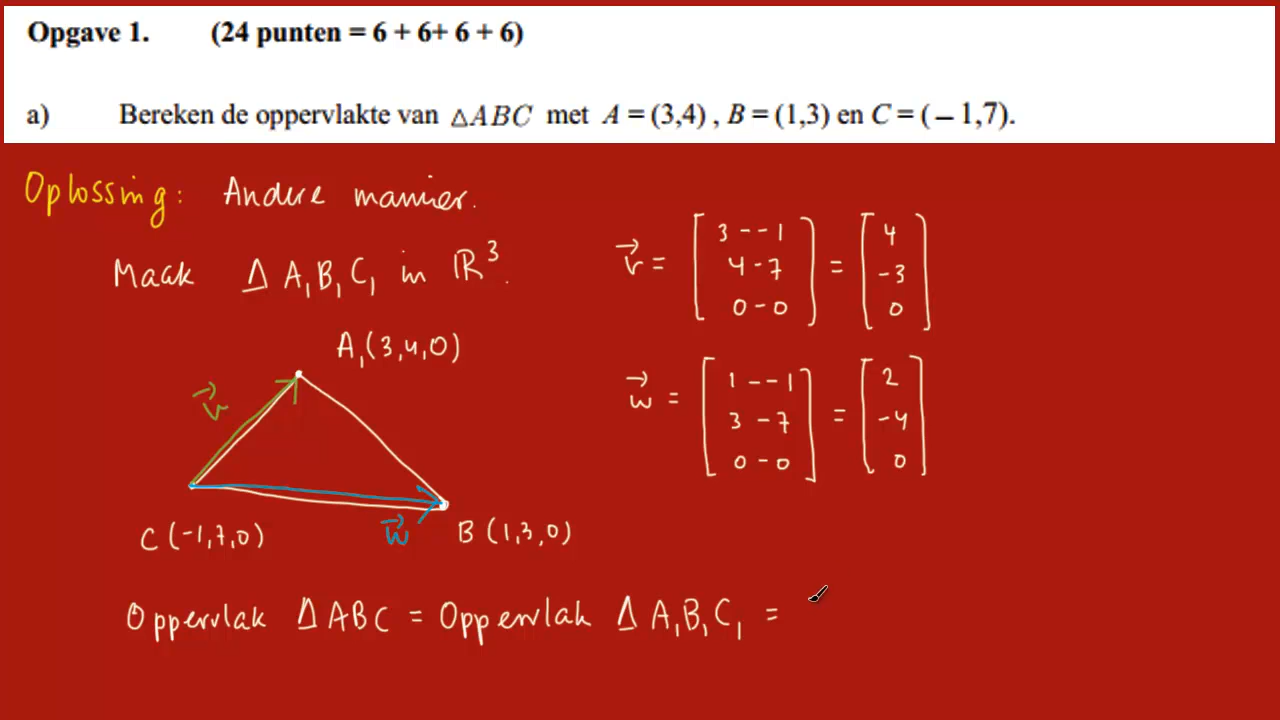 Opgave 1. (24 punten = 6 + 6+ 6 + 6)
a) Bereken de oppervlakte van △ABC met A = (3,4) , B = (1,3) en C = (− 1,7).
Oplossing: Andere manier.
Maak Δ A₁B₁C₁ in ℝ³.
A₁(3,4,0)
v⃗
C(-1,7,0)
w⃗
B(1,3,0)
v⃗ = [3 - -1
4 - 7
0 - 0] = [4
-3
0]
w⃗ = [1 - -1
3 - 7
0 - 0] = [2
-4
0]
Oppervlak Δ ABC = Oppervlak Δ A₁B₁C₁ =